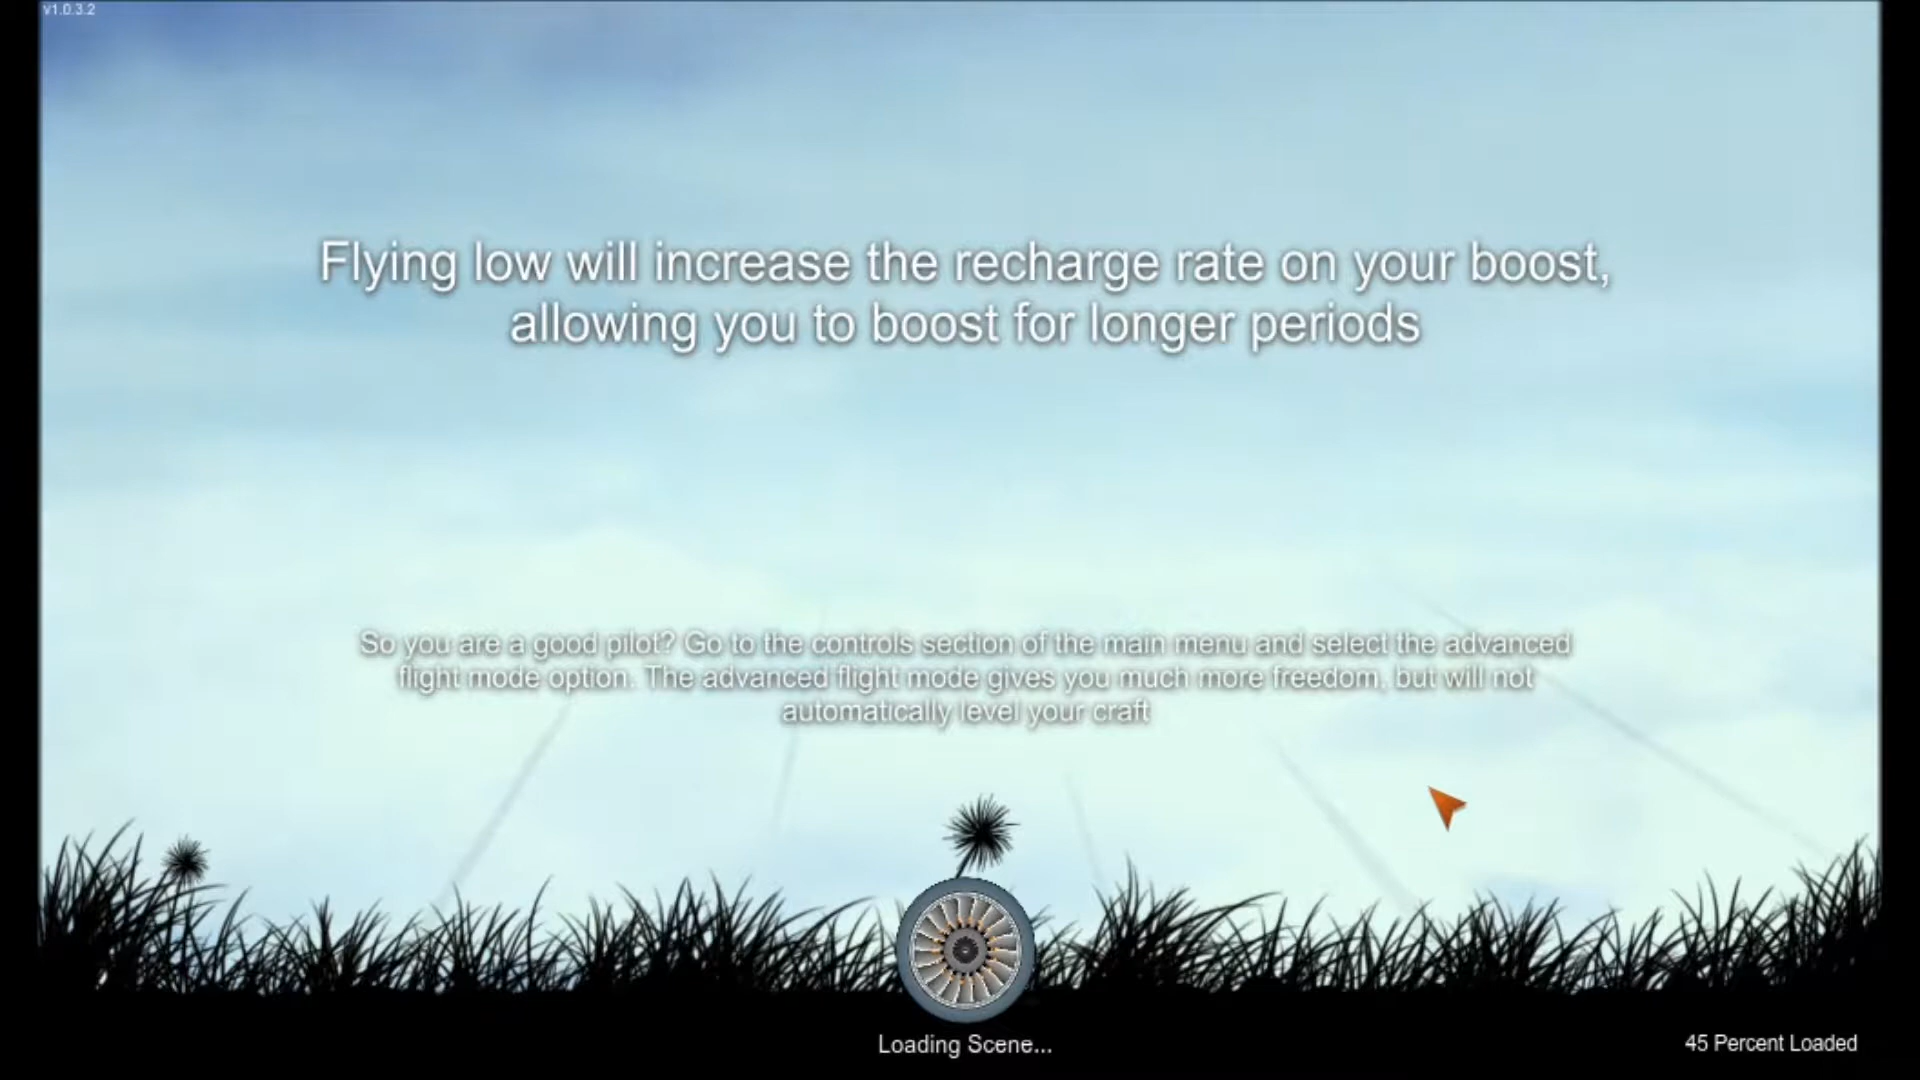 v1.0.3.2
Flying low will increase the recharge rate on your boost,
allowing you to boost for longer periods
So you are a good pilot? Go to the controls section of the main menu and select the advanced
flight mode option. The advanced flight mode gives you much more freedom, but will not
automatically level your craft
Loading Scene...
45 Percent Loaded